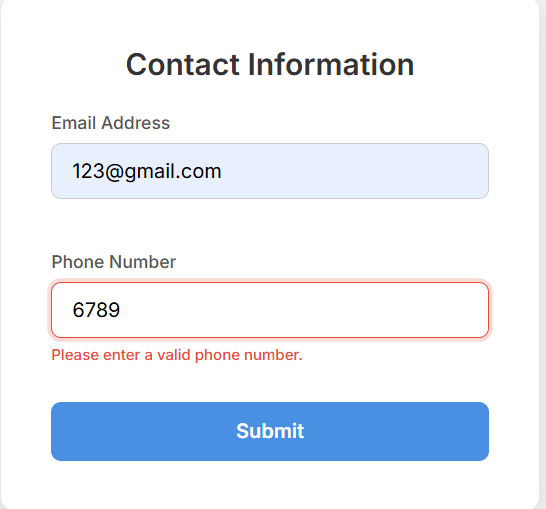 Contact Information
Email Address
123@gmail.com
Phone Number
6789
Please enter a valid phone number.
Submit